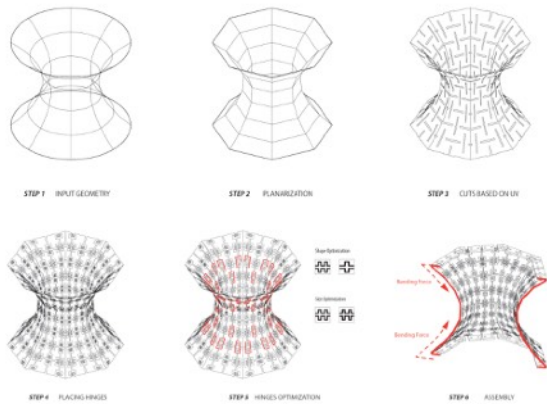 STEP 1 INPUT GEOMETRY
STEP 2 PLANARIZATION
STEP 3 CUTS BASED ON UV
Shape Optimization
Size Optimization
Bending Force
Bending Force
STEP 4 PLACING HINGES
STEP 5 HINGES OPTIMIZATION
STEP 6 ASSEMBLY